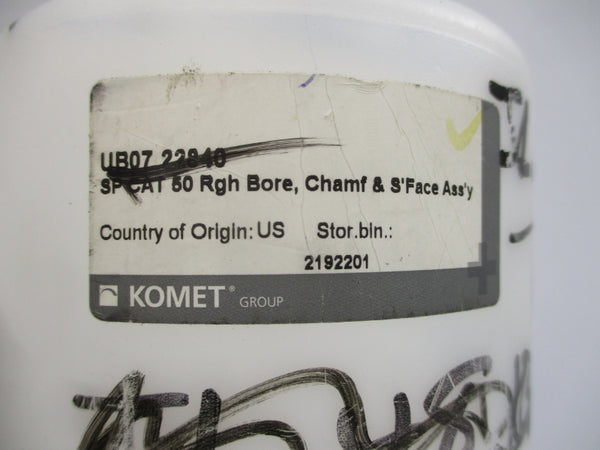 UB07 22840
SP CAT 50 Rgh Bore, Chamf & S'Face Ass'y
Country of Origin: US Stor.bin.:
2192201
KOMET® GROUP